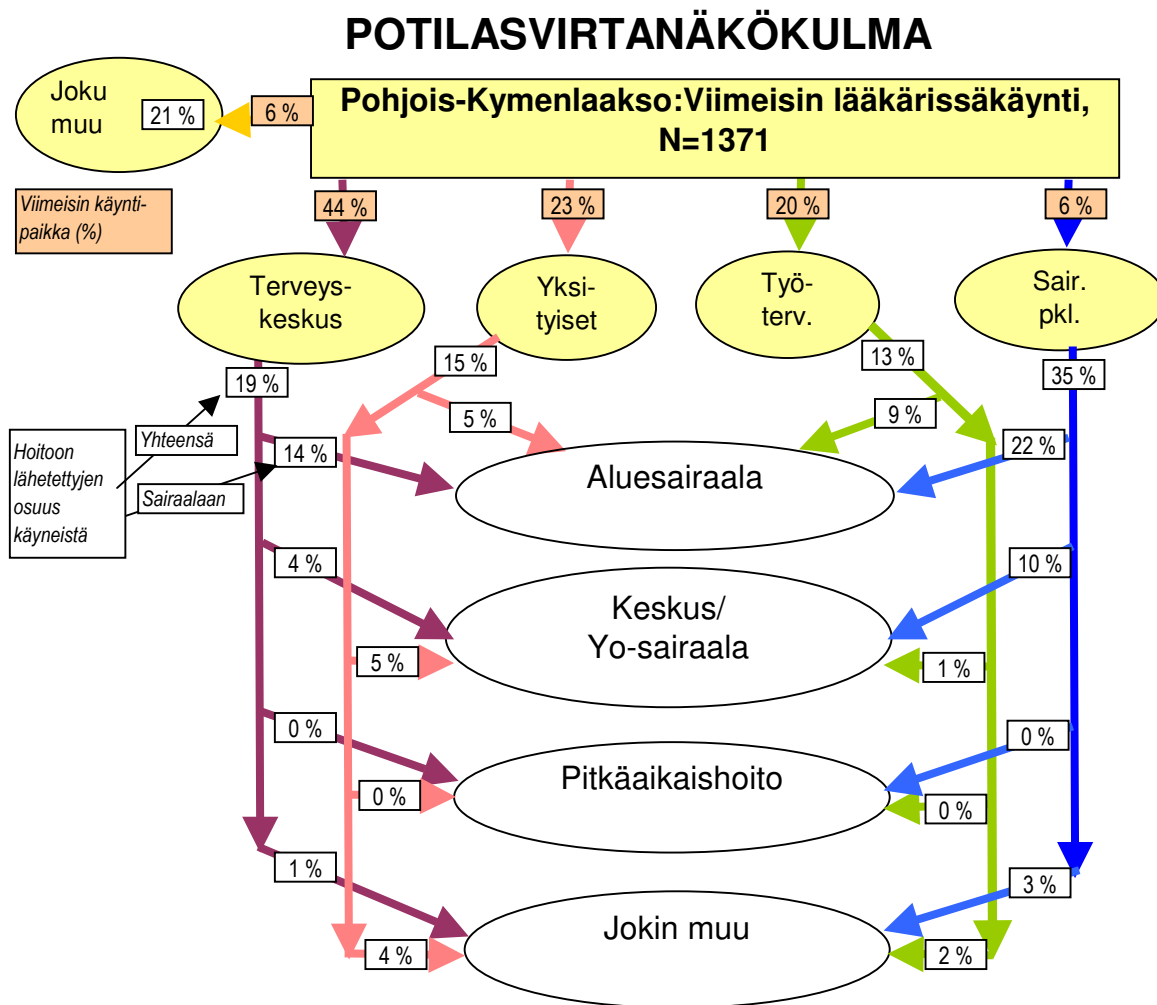 POTILASVIRTANÄKÖKULMA
Joku
muu
21 %
6 %
Pohjois-Kymenlaakso:Viimeisin lääkärissäkäynti,
N=1371
Viimeisin käynti-
paikka (%)
44 %
23 %
20 %
6 %
Terveys-
keskus
Yksi-
tyiset
Työ-
terv.
Sair.
pkl.
19 %
15 %
13 %
35 %
Hoitoon
lähetettyjen
osuus
käyneistä
Yhteensä
Sairaalaan
14 %
5 %
9 %
22 %
Aluesairaala
4 %
10 %
Keskus/
Yo-sairaala
5 %
1 %
0 %
0 %
Pitkäaikaishoito
0 %
0 %
1 %
3 %
Jokin muu
4 %
2 %